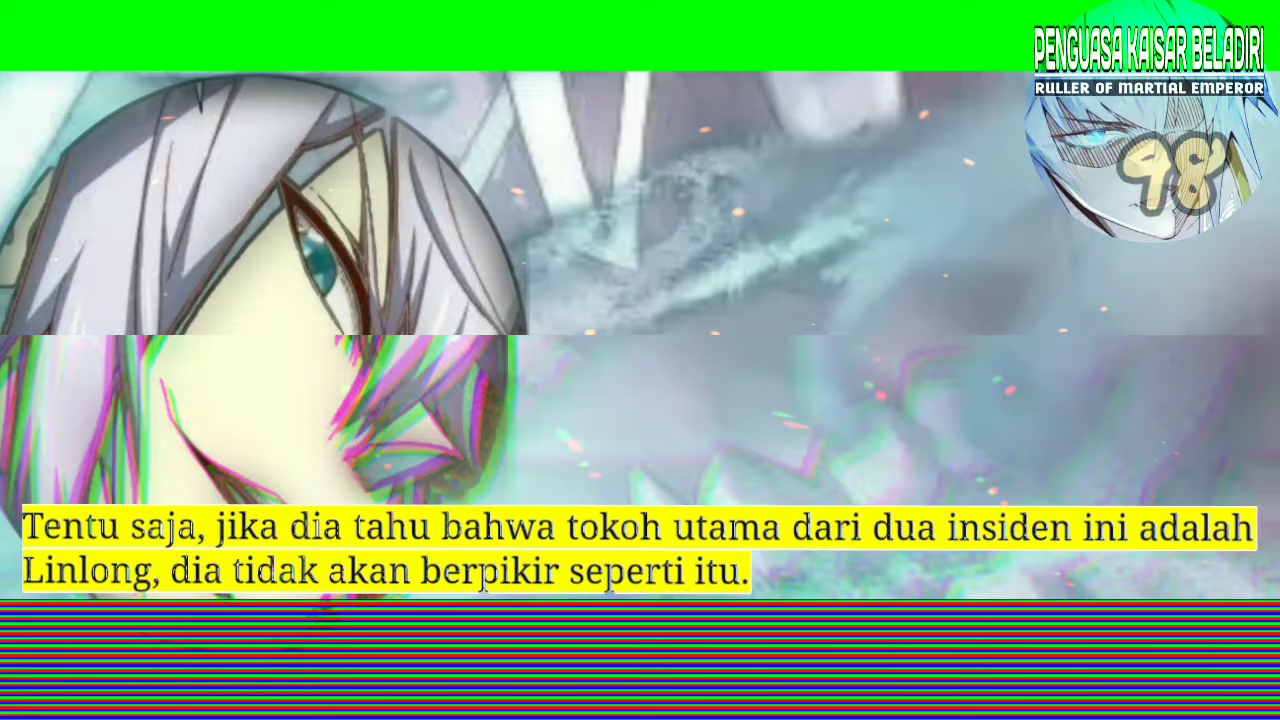 PENGUASA KAISAR BELADIRI
RULLER OF MARTIAL EMPEROR
98
Tentu saja, jika dia tahu bahwa tokoh utama dari dua insiden ini adalah
Linlong, dia tidak akan berpikir seperti itu.